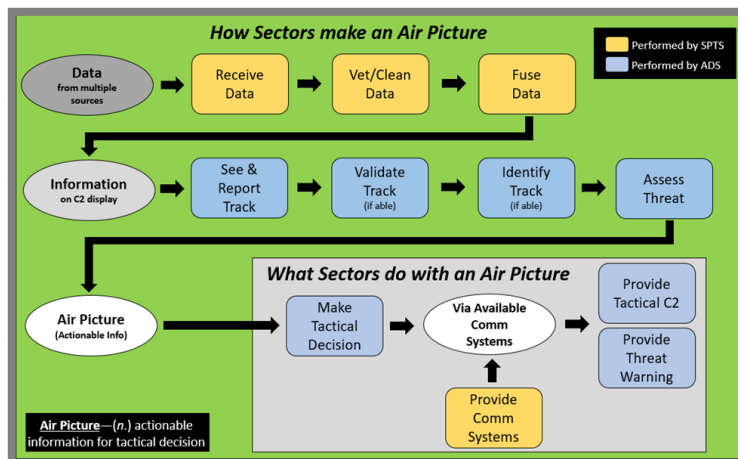 How Sectors make an Air Picture
Performed by SPTS
Performed by ADS
Data
from multiple
sources
Receive
Data
Vet/Clean
Data
Fuse
Data
Information
on C2 display
See &
Report
Track
Validate
Track
(if able)
Identify
Track
(if able)
Assess
Threat
What Sectors do with an Air Picture
Air Picture
(Actionable Info)
Make
Tactical
Decision
Via Available
Comm
Systems
Provide
Tactical C2
Provide
Threat
Warning
Provide
Comm
Systems
Air Picture—(n.) actionable
information for tactical decision